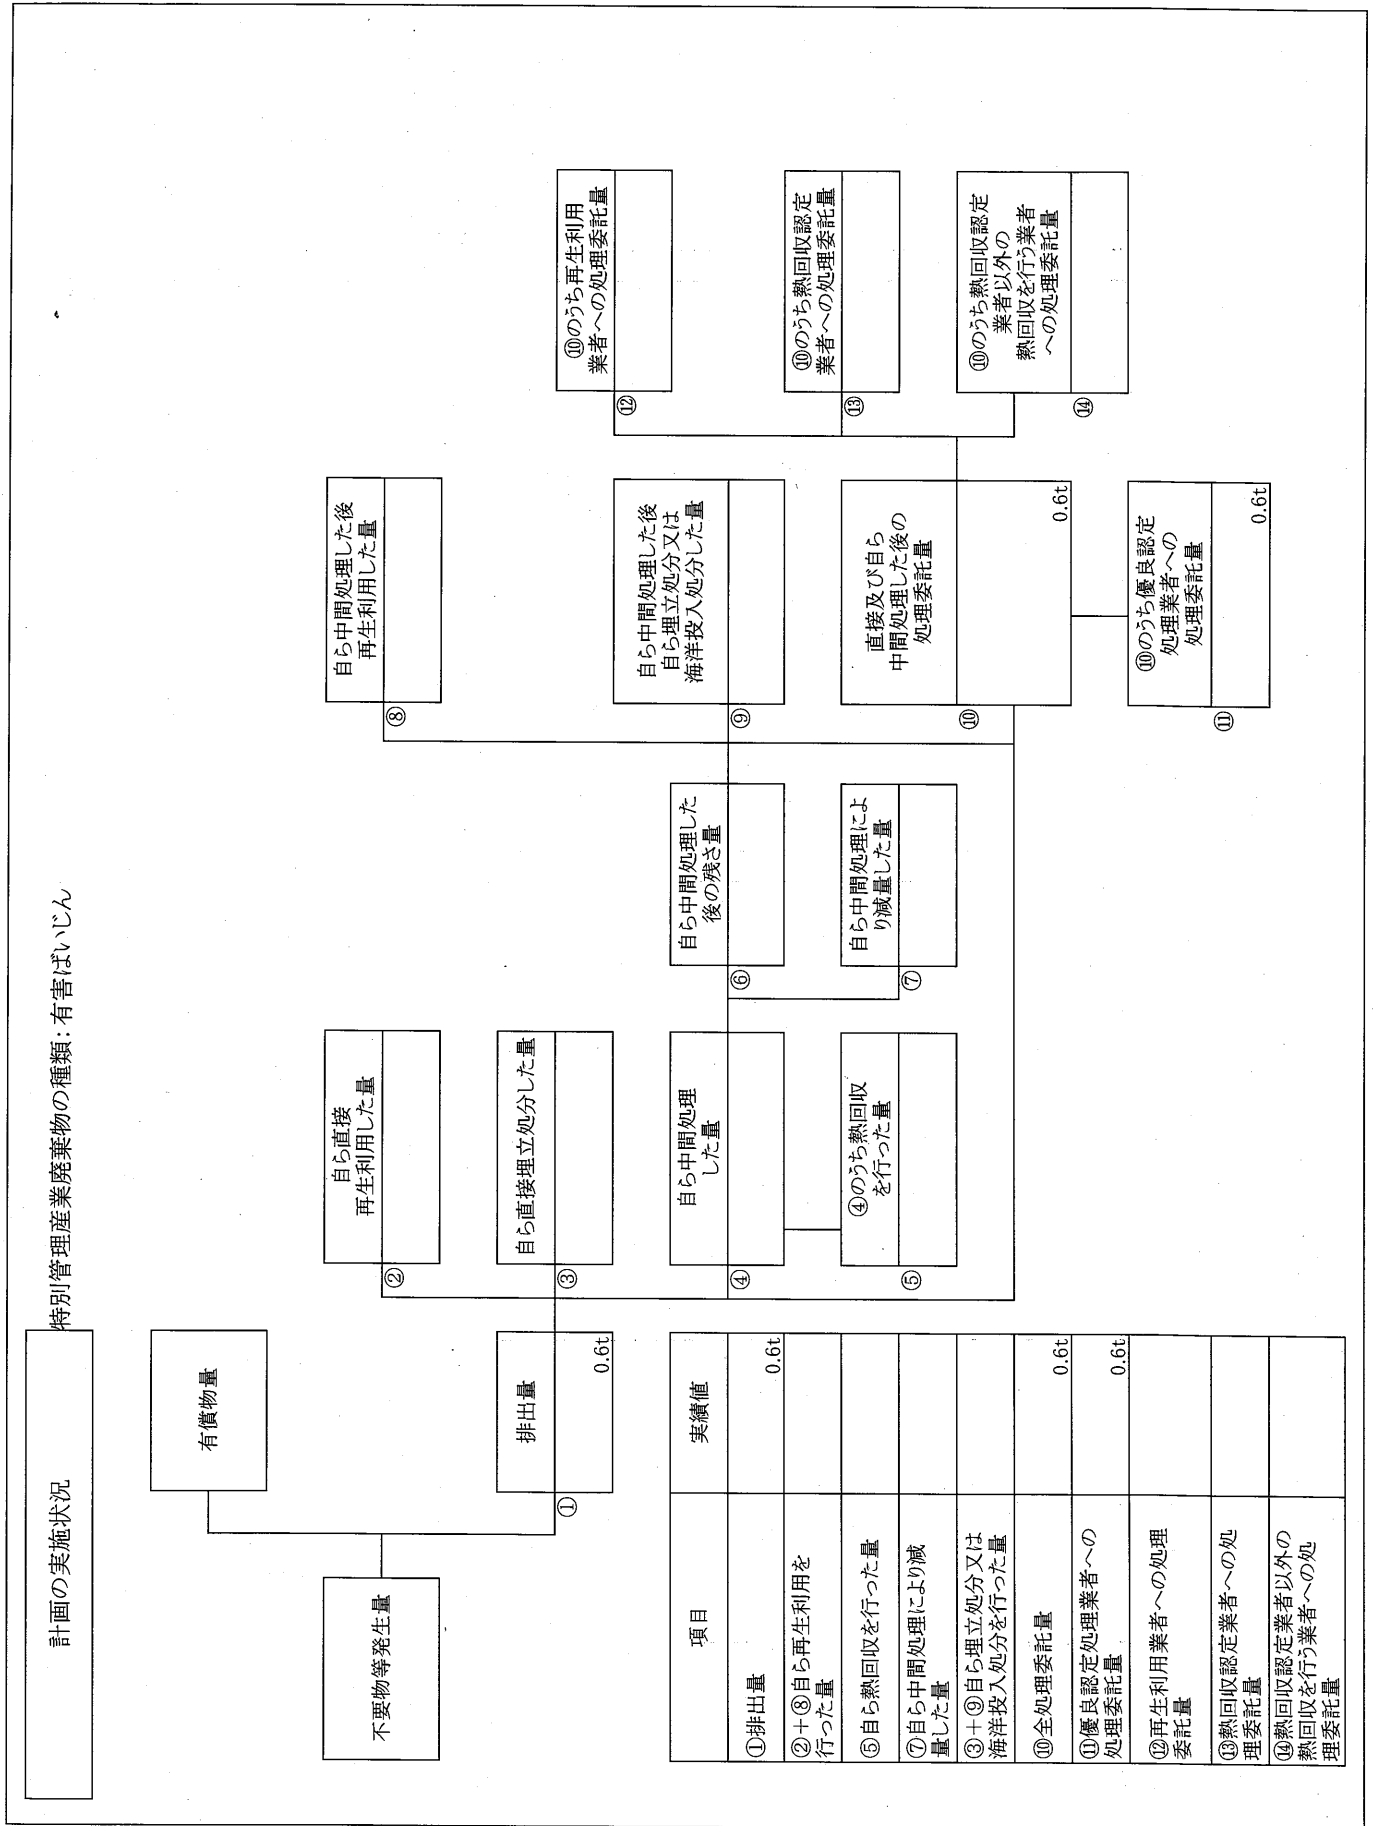 計画の実施状況
特別管理産業廃棄物の種類：有害ばいじん
不要物等発生量
有償物量
①
排出量
0.6t
②
自ら直接
再生利用した量
③
自ら直接埋立処分した量
④
自ら中間処理
した量
⑤
④のうち熱回収
を行った量
⑥
自ら中間処理した
後の残さ量
⑦
自ら中間処理によ
り減量した量
⑧
自ら中間処理した後
再生利用した量
⑨
自ら中間処理した後
自ら埋立処分又は
海洋投入処分した量
⑩
直接及び自ら
中間処理した後の
処理委託量
0.6t
⑪
⑩のうち優良認定
処理業者への
処理委託量
0.6t
⑫
⑩のうち再生利用
業者への処理委託量
⑬
⑩のうち熱回収認定
業者への処理委託量
⑭
⑩のうち熱回収認定
業者以外の
熱回収を行う業者
への処理委託量
項目 実績値
①排出量 0.6t
②＋⑧自ら再生利用を
行った量
⑤自ら熱回収を行った量
⑦自ら中間処理により減
量した量
③＋⑨自ら埋立処分又は
海洋投入処分を行った量
⑩全処理委託量 0.6t
⑪優良認定処理業者への
処理委託量 0.6t
⑫再生利用業者への処理
委託量
⑬熱回収認定業者への処
理委託量
⑭熱回収認定業者以外の
熱回収を行う業者への処
理委託量